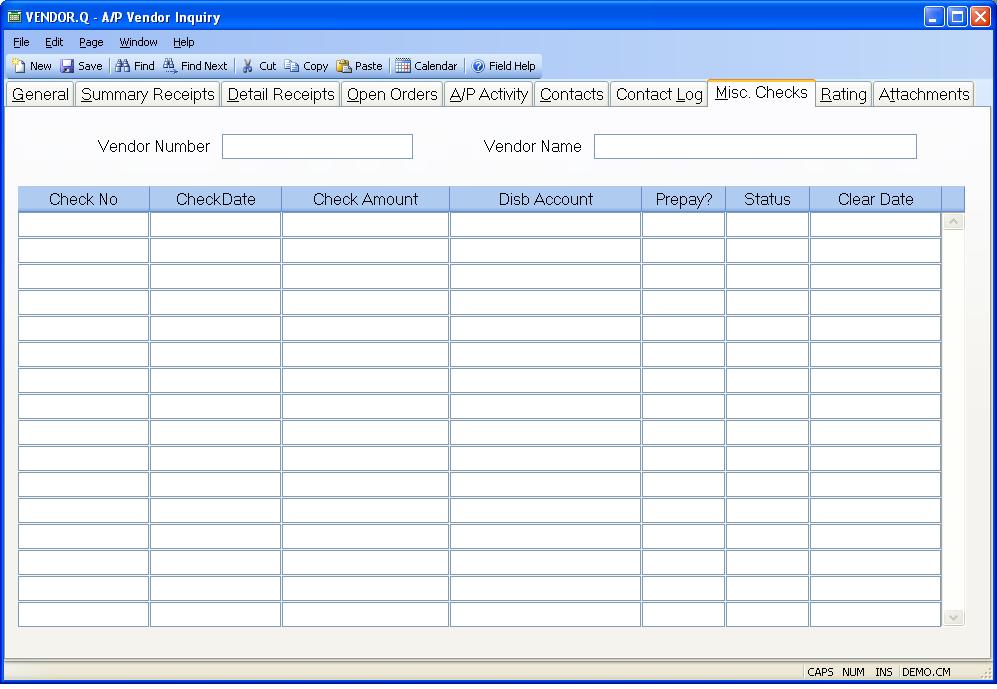 VENDOR.Q - A/P Vendor Inquiry
File Edit Page Window Help
New Save Find Find Next Cut Copy Paste Calendar Field Help
General Summary Receipts Detail Receipts Open Orders A/P Activity Contacts Contact Log Misc. Checks Rating Attachments
Vendor Number Vendor Name
Check No CheckDate Check Amount Disb Account Prepay? Status Clear Date
CAPS NUM INS DEMO.CM